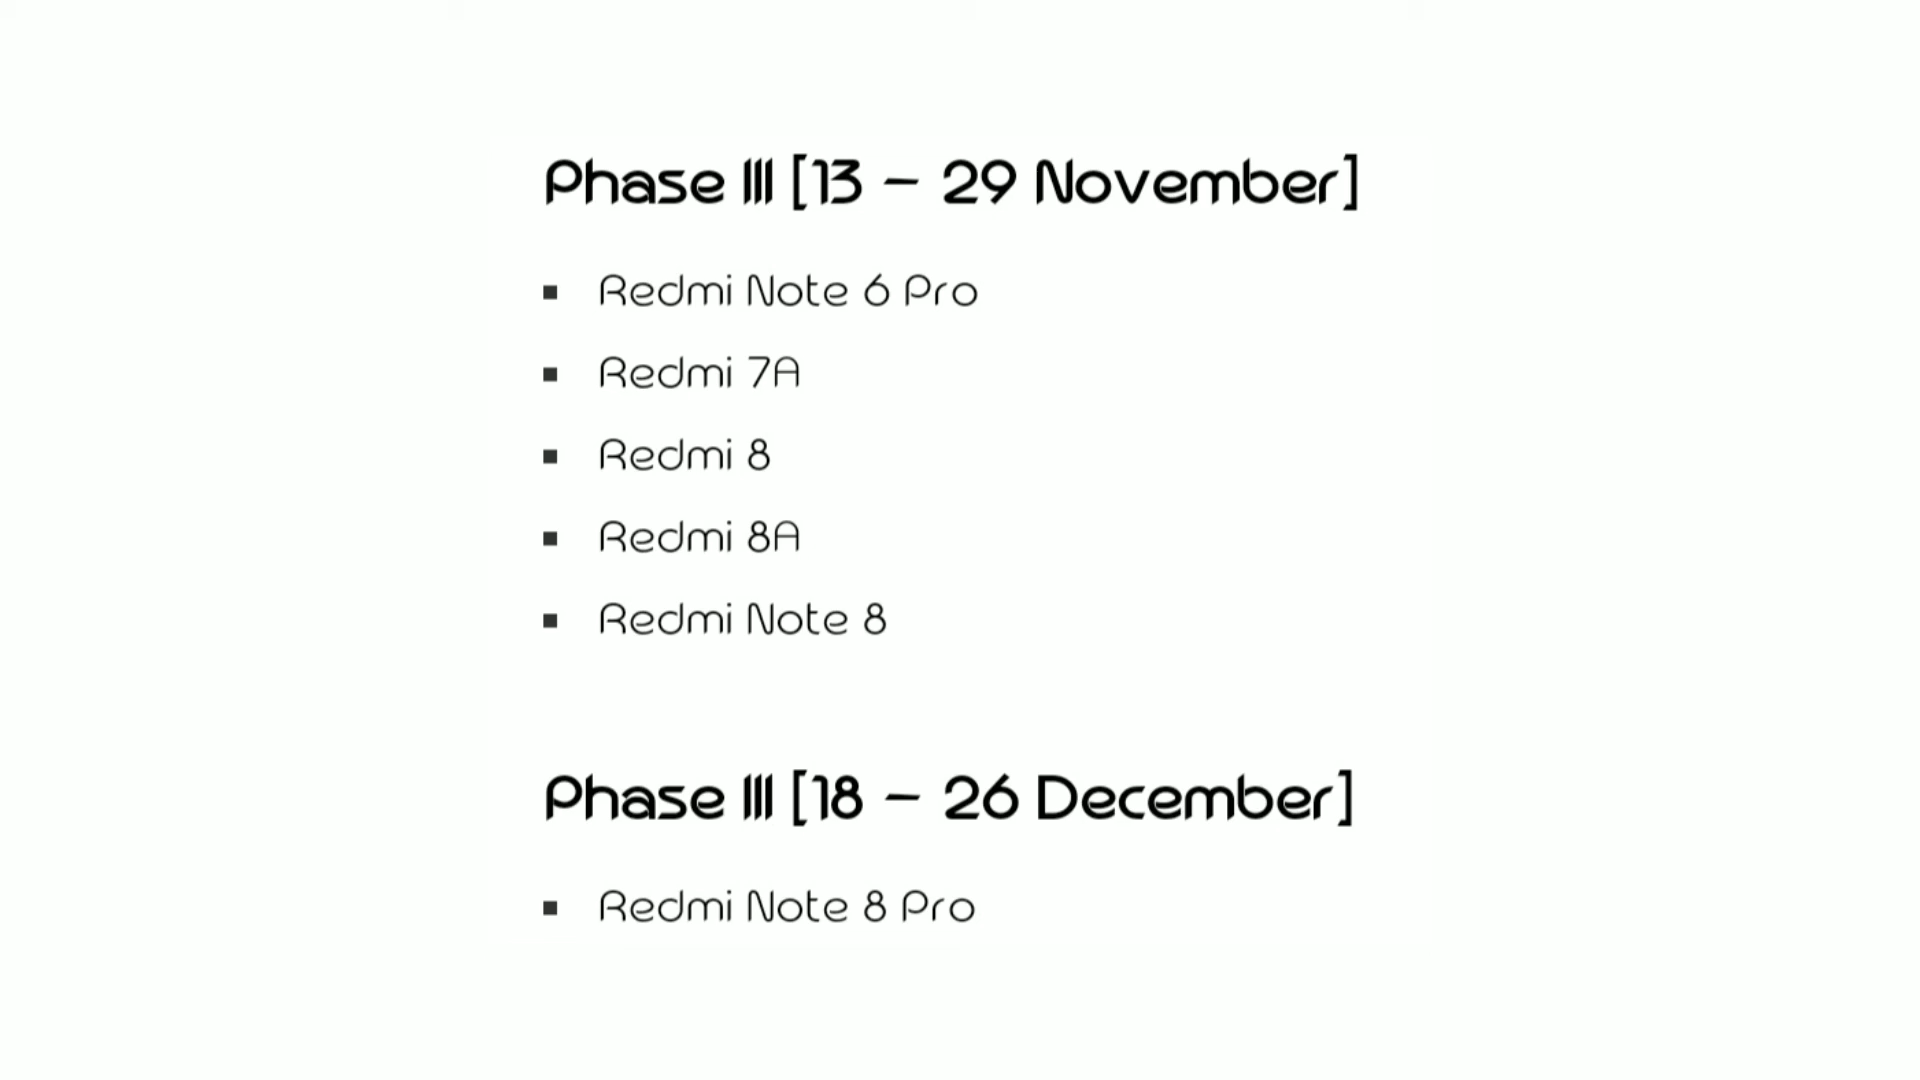 Phase III [13 – 29 November]
▪ Redmi Note 6 Pro
▪ Redmi 7A
▪ Redmi 8
▪ Redmi 8A
▪ Redmi Note 8
Phase III [18 – 26 December]
▪ Redmi Note 8 Pro